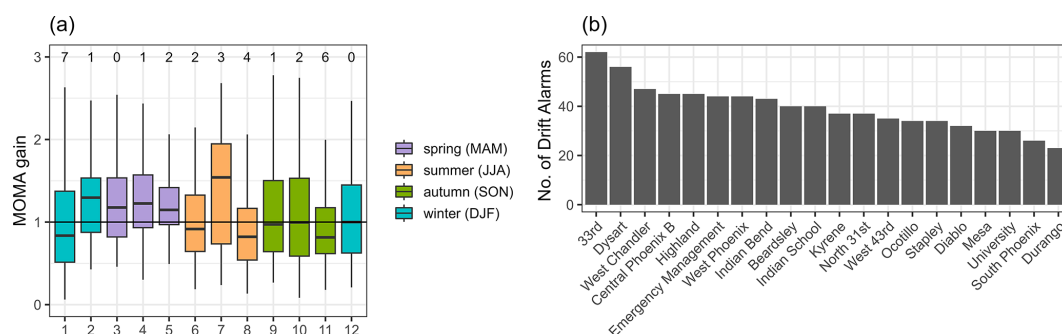 (a)
7 1 0 1 2 2 3 4 1 2 6 0
3
2
1
0
MOMA gain
1 2 3 4 5 6 7 8 9 10 11 12
spring (MAM)
summer (JJA)
autumn (SON)
winter (DJF)
(b)
60
40
20
0
No. of Drift Alarms
33rd
Dysart
West Chandler
Central Phoenix B
Highland
Emergency Management
West Phoenix
Indian Bend
Beardsley
Indian School
Kyrene
North 31st
West 43rd
Ocotillo
Stapley
Diablo
Mesa
University
South Phoenix
Durango